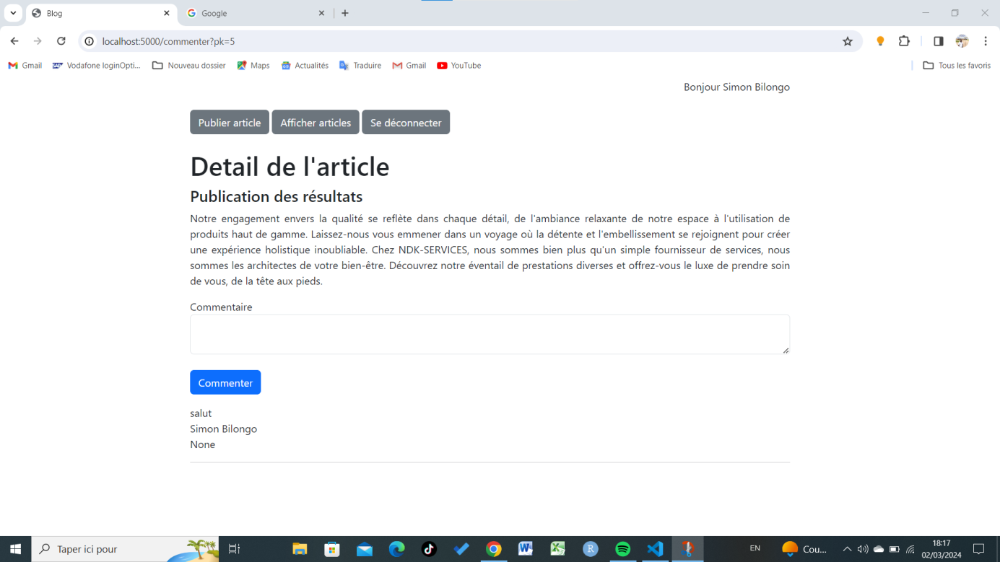 Blog
Google
localhost:5000/commenter?pk=5
Gmail
Vodafone loginOpti...
Nouveau dossier
Maps
Actualités
Traduire
Gmail
YouTube
Tous les favoris
Bonjour Simon Bilongo
Publier article
Afficher articles
Se déconnecter
Detail de l'article
Publication des résultats
Notre engagement envers la qualité se reflète dans chaque détail, de l'ambiance relaxante de notre espace à l'utilisation de
produits haut de gamme. Laissez-nous vous emmener dans un voyage où la détente et l'embellissement se rejoignent pour créer
une expérience holistique inoubliable. Chez NDK-SERVICES, nous sommes bien plus qu'un simple fournisseur de services, nous
sommes les architectes de votre bien-être. Découvrez notre éventail de prestations diverses et offrez-vous le luxe de prendre soin
de vous, de la tête aux pieds.
Commentaire
Commenter
salut
Simon Bilongo
None
Taper ici pour
EN
Cou...
18:17
02/03/2024